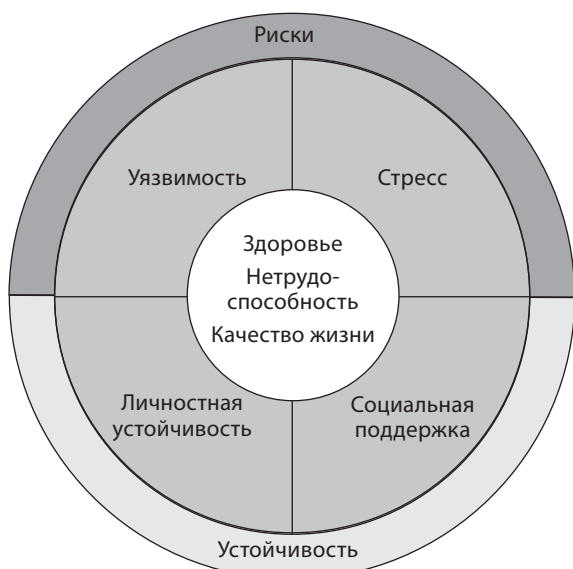 Риски
Уязвимость
Стресс
Здоровье
Нетрудо-
способность
Качество жизни
Личностная
устойчивость
Социальная
поддержка
Устойчивость